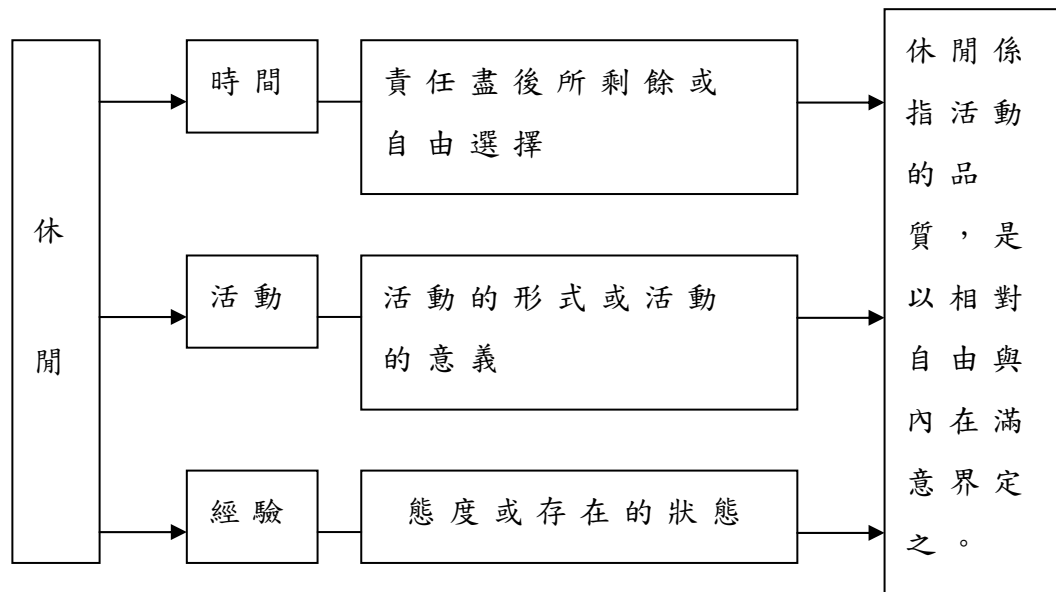 休
閒
時間
責任盡後所剩餘或
自由選擇
活動
活動的形式或活動
的意義
經驗
態度或存在的狀態
休閒係
指活動
的品
質，是
以相對
自由與
內在滿
意界定
之。